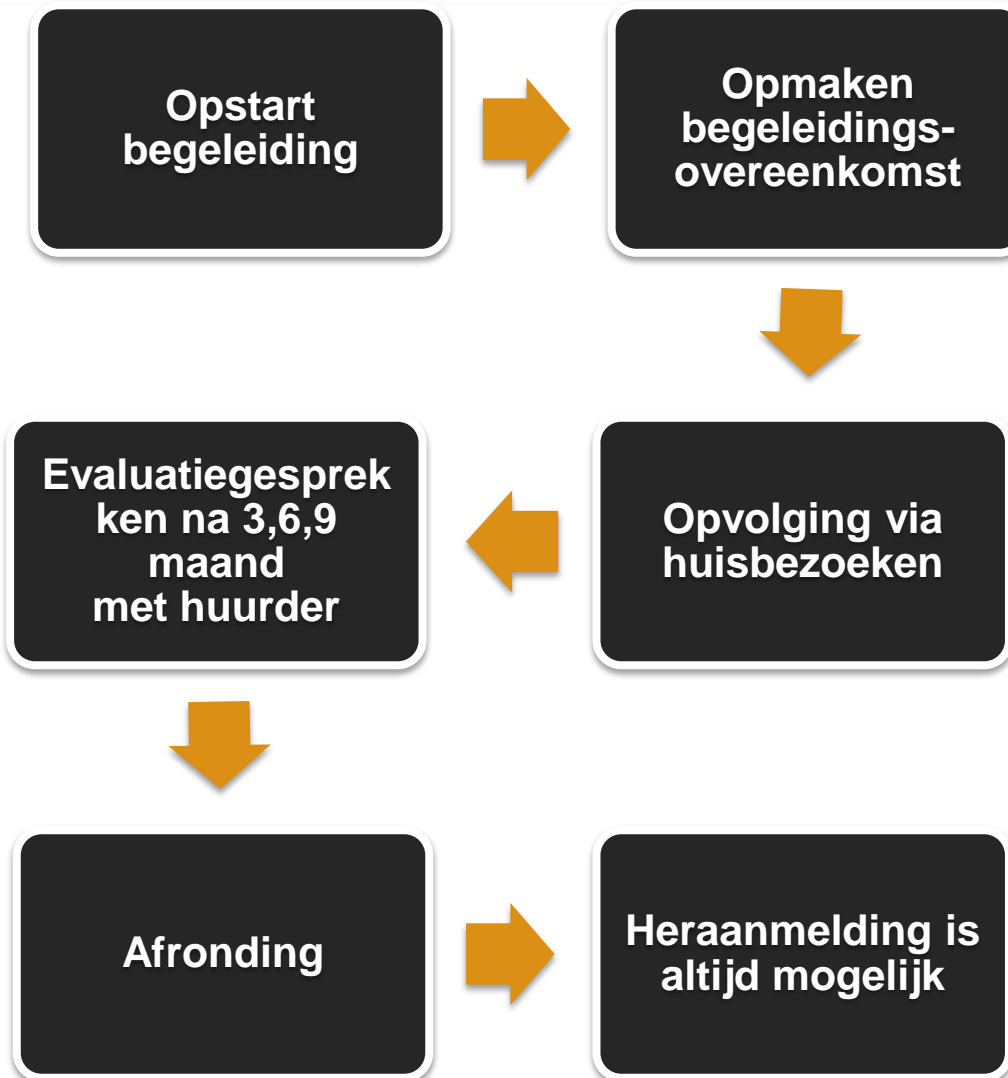 Opstart
begeleiding
Opmaken
begeleidings-
overeenkomst
Opvolging via
huisbezoeken
Evaluatiegesprek
ken na 3,6,9
maand
met huurder
Afronding
Heraanmelding is
altijd mogelijk